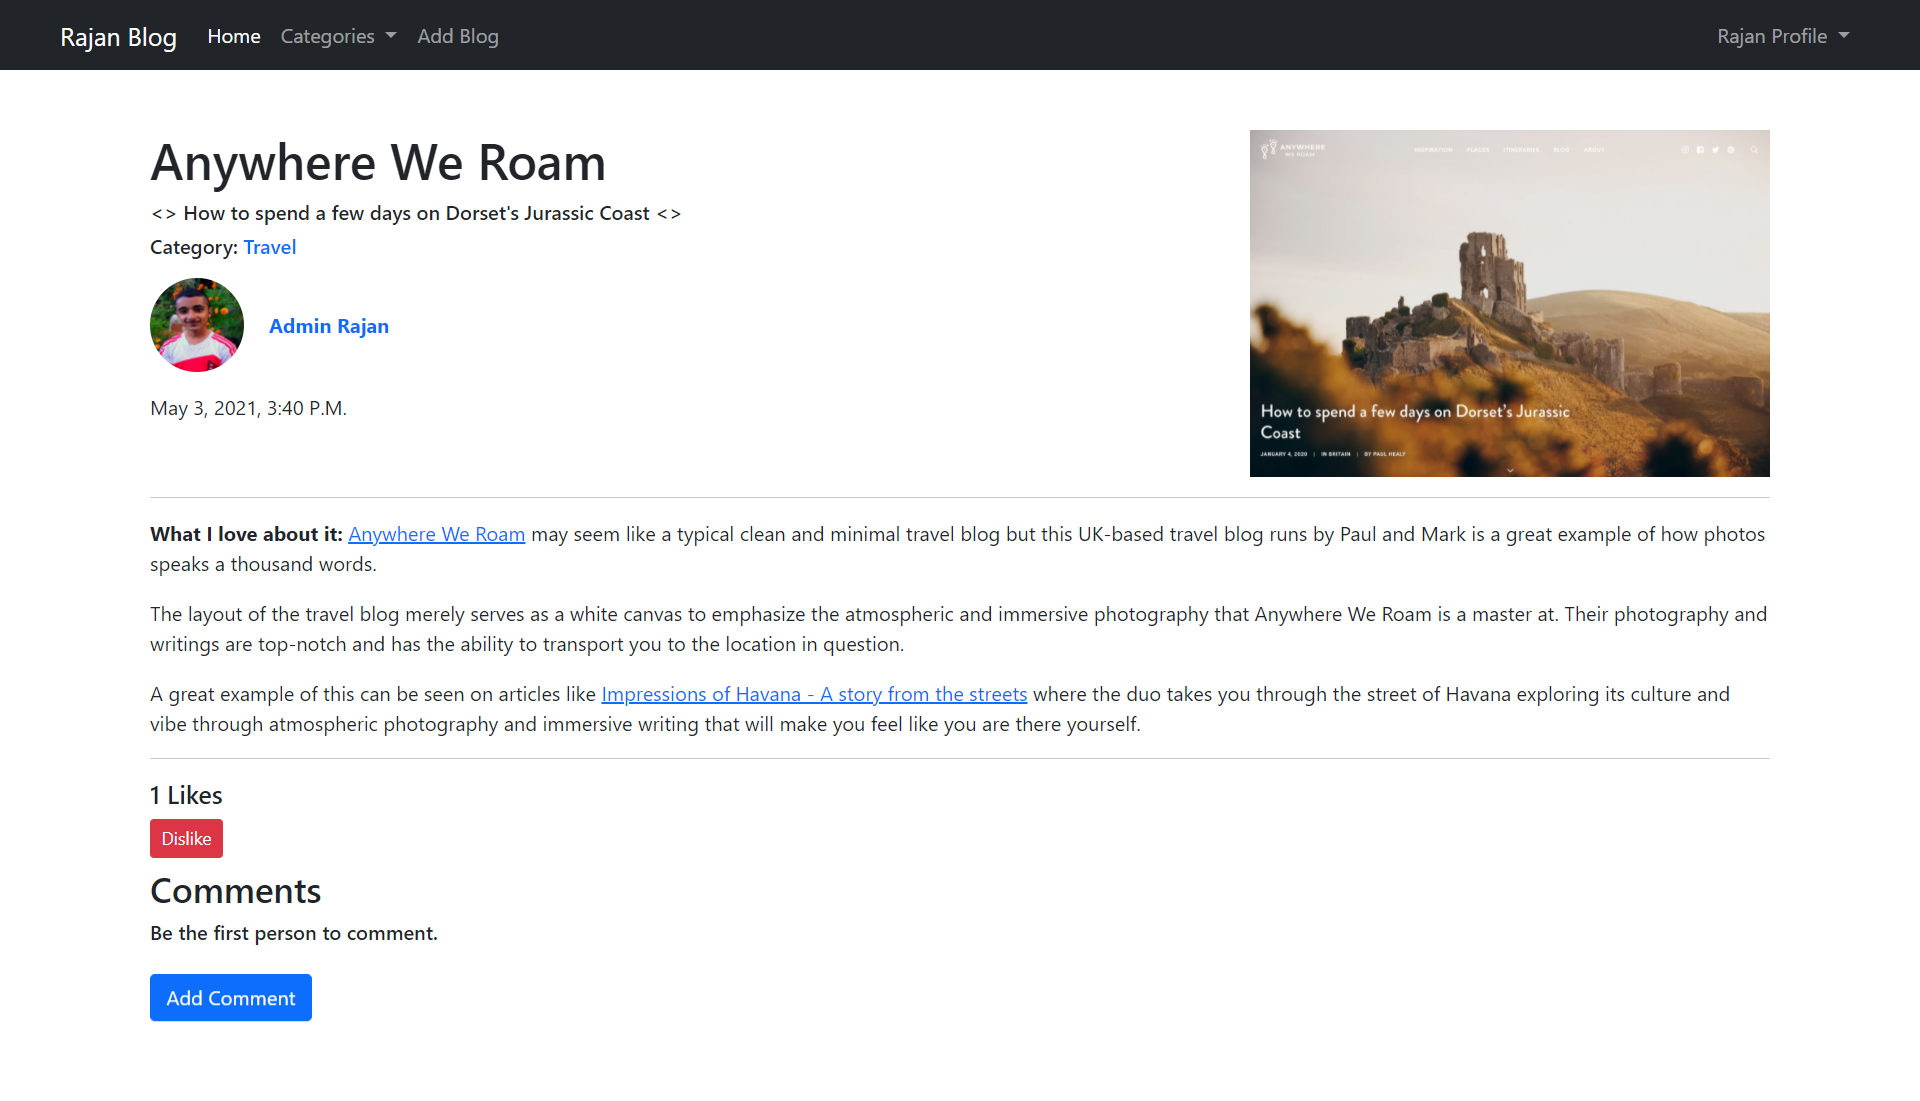 Rajan Blog Home Categories Add Blog Rajan Profile
Anywhere We Roam
<> How to spend a few days on Dorset's Jurassic Coast <>
Category: Travel
Admin Rajan
May 3, 2021, 3:40 P.M.
ANYWHERE
WE ROAM
INSPIRATION PLACES ITINERARIES BLOG ABOUT
How to spend a few days on Dorset's Jurassic
Coast
JANUARY 4, 2020 | IN BRITAIN | BY PAUL HEALY
What I love about it: Anywhere We Roam may seem like a typical clean and minimal travel blog but this UK-based travel blog runs by Paul and Mark is a great example of how photos
speaks a thousand words.
The layout of the travel blog merely serves as a white canvas to emphasize the atmospheric and immersive photography that Anywhere We Roam is a master at. Their photography and
writings are top-notch and has the ability to transport you to the location in question.
A great example of this can be seen on articles like Impressions of Havana - A story from the streets where the duo takes you through the street of Havana exploring its culture and
vibe through atmospheric photography and immersive writing that will make you feel like you are there yourself.
1 Likes
Dislike
Comments
Be the first person to comment.
Add Comment